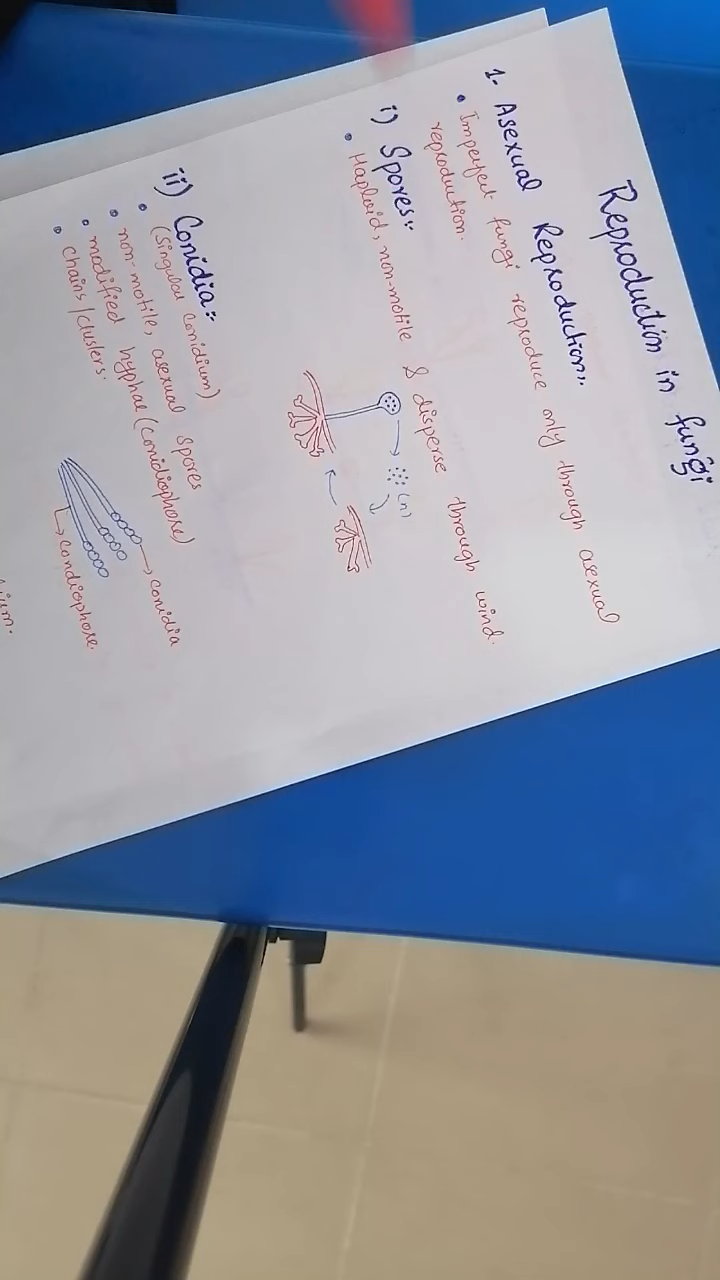 Reproduction in fungi
1. Asexual Reproduction:.
• Imperfect fungi reproduce only through asexual
reproduction.
i) Spores:.
• Haploid, non-motile & disperse through wind.
(n)
ii) Conidia:.
• (Singular conidium)
• non-motile, asexual spores
• modified hyphae (conidiophore)
• chains/clusters.
→ conidia
→ condiophore.